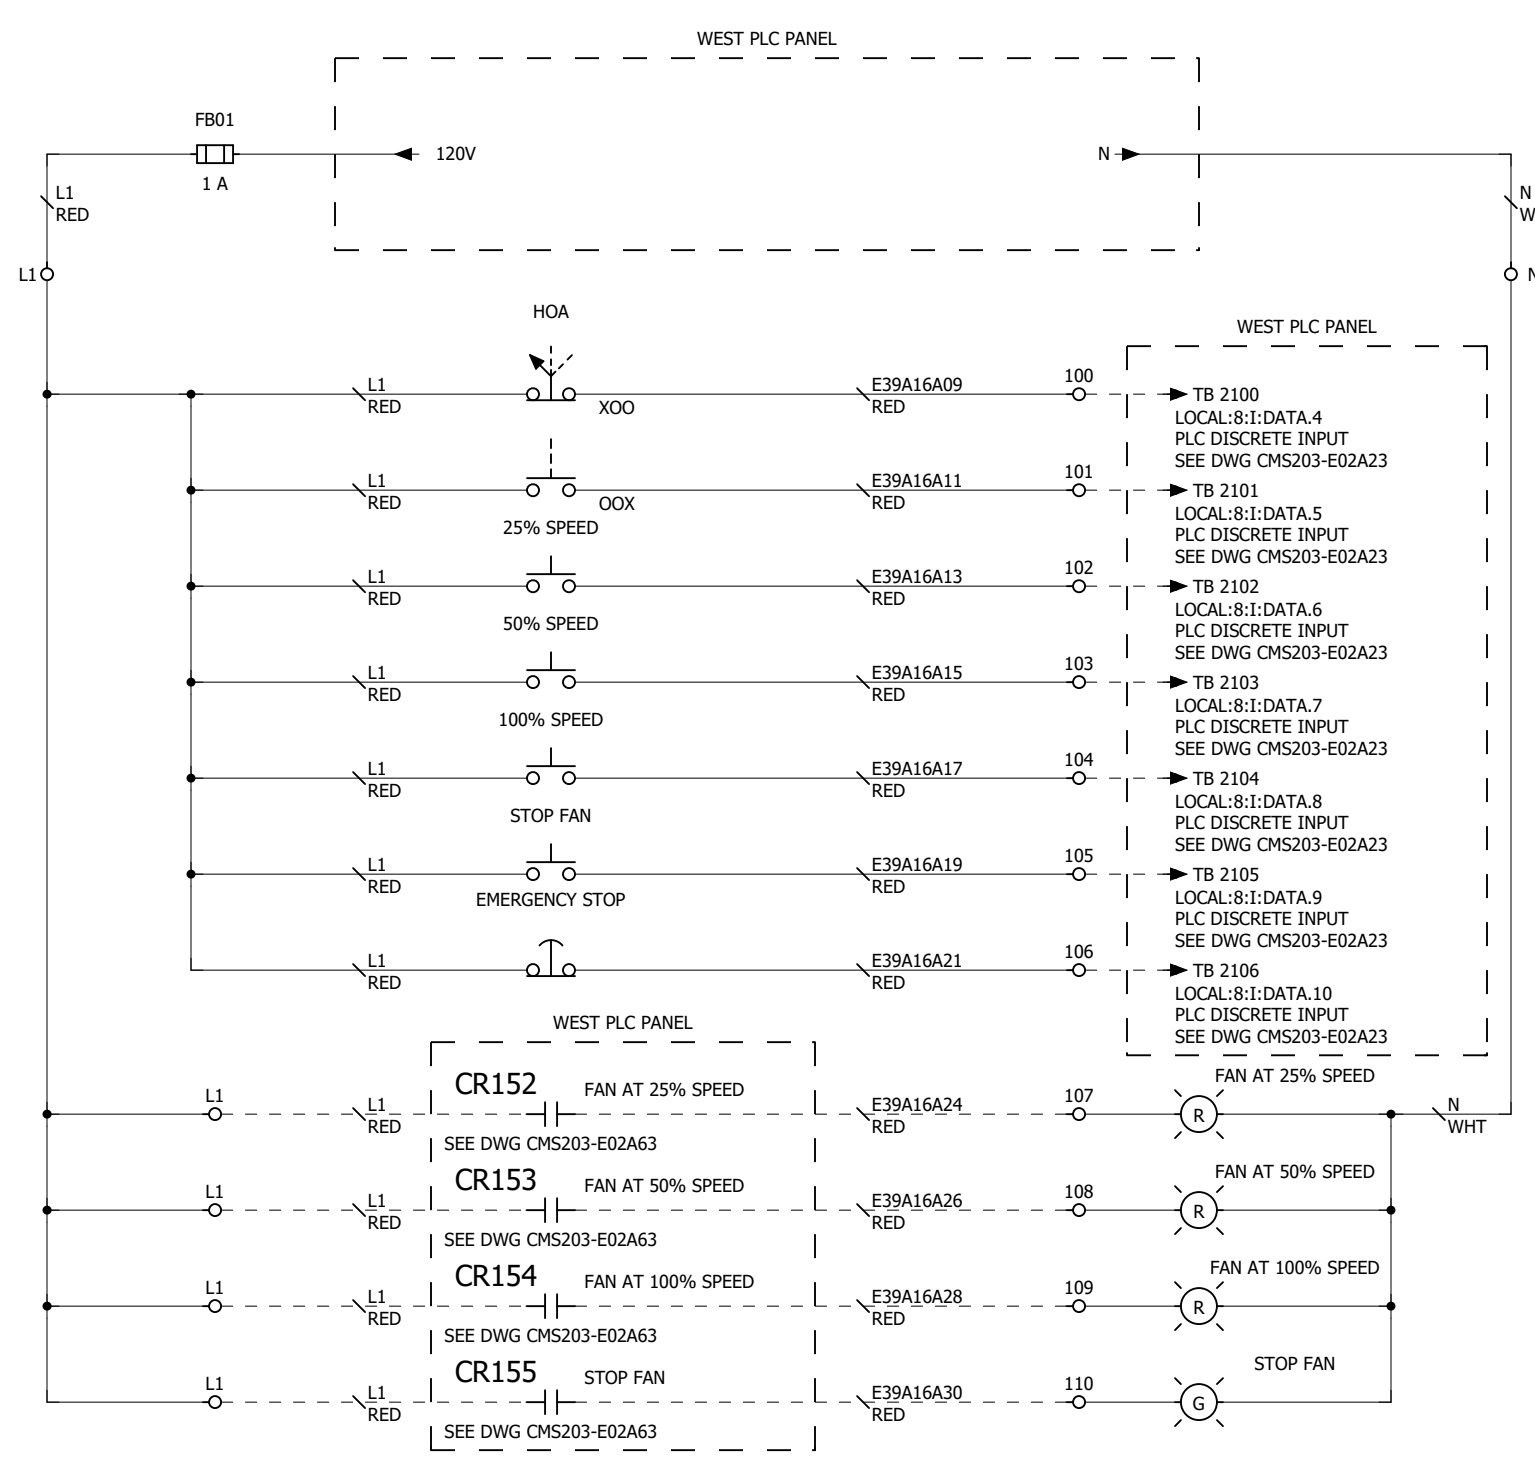 WEST PLC PANEL
FB01
120V
N
1 A
L1
RED
N
W
L1
N
HOA
WEST PLC PANEL
L1
RED
XOO
E39A16A09
RED
100
TB 2100
LOCAL:8:I:DATA.4
PLC DISCRETE INPUT
SEE DWG CMS203-E02A23
L1
RED
OOX
E39A16A11
RED
101
TB 2101
LOCAL:8:I:DATA.5
PLC DISCRETE INPUT
SEE DWG CMS203-E02A23
25% SPEED
L1
RED
E39A16A13
RED
102
TB 2102
LOCAL:8:I:DATA.6
PLC DISCRETE INPUT
SEE DWG CMS203-E02A23
50% SPEED
L1
RED
E39A16A15
RED
103
TB 2103
LOCAL:8:I:DATA.7
PLC DISCRETE INPUT
SEE DWG CMS203-E02A23
100% SPEED
L1
RED
E39A16A17
RED
104
TB 2104
LOCAL:8:I:DATA.8
PLC DISCRETE INPUT
SEE DWG CMS203-E02A23
STOP FAN
L1
RED
E39A16A19
RED
105
TB 2105
LOCAL:8:I:DATA.9
PLC DISCRETE INPUT
SEE DWG CMS203-E02A23
EMERGENCY STOP
L1
RED
E39A16A21
RED
106
TB 2106
LOCAL:8:I:DATA.10
PLC DISCRETE INPUT
SEE DWG CMS203-E02A23
WEST PLC PANEL
L1
L1
RED
CR152
FAN AT 25% SPEED
SEE DWG CMS203-E02A63
E39A16A24
RED
107
FAN AT 25% SPEED
R
N
WHT
L1
L1
RED
CR153
FAN AT 50% SPEED
SEE DWG CMS203-E02A63
E39A16A26
RED
108
FAN AT 50% SPEED
R
L1
L1
RED
CR154
FAN AT 100% SPEED
SEE DWG CMS203-E02A63
E39A16A28
RED
109
FAN AT 100% SPEED
R
L1
L1
RED
CR155
STOP FAN
SEE DWG CMS203-E02A63
E39A16A30
RED
110
STOP FAN
G